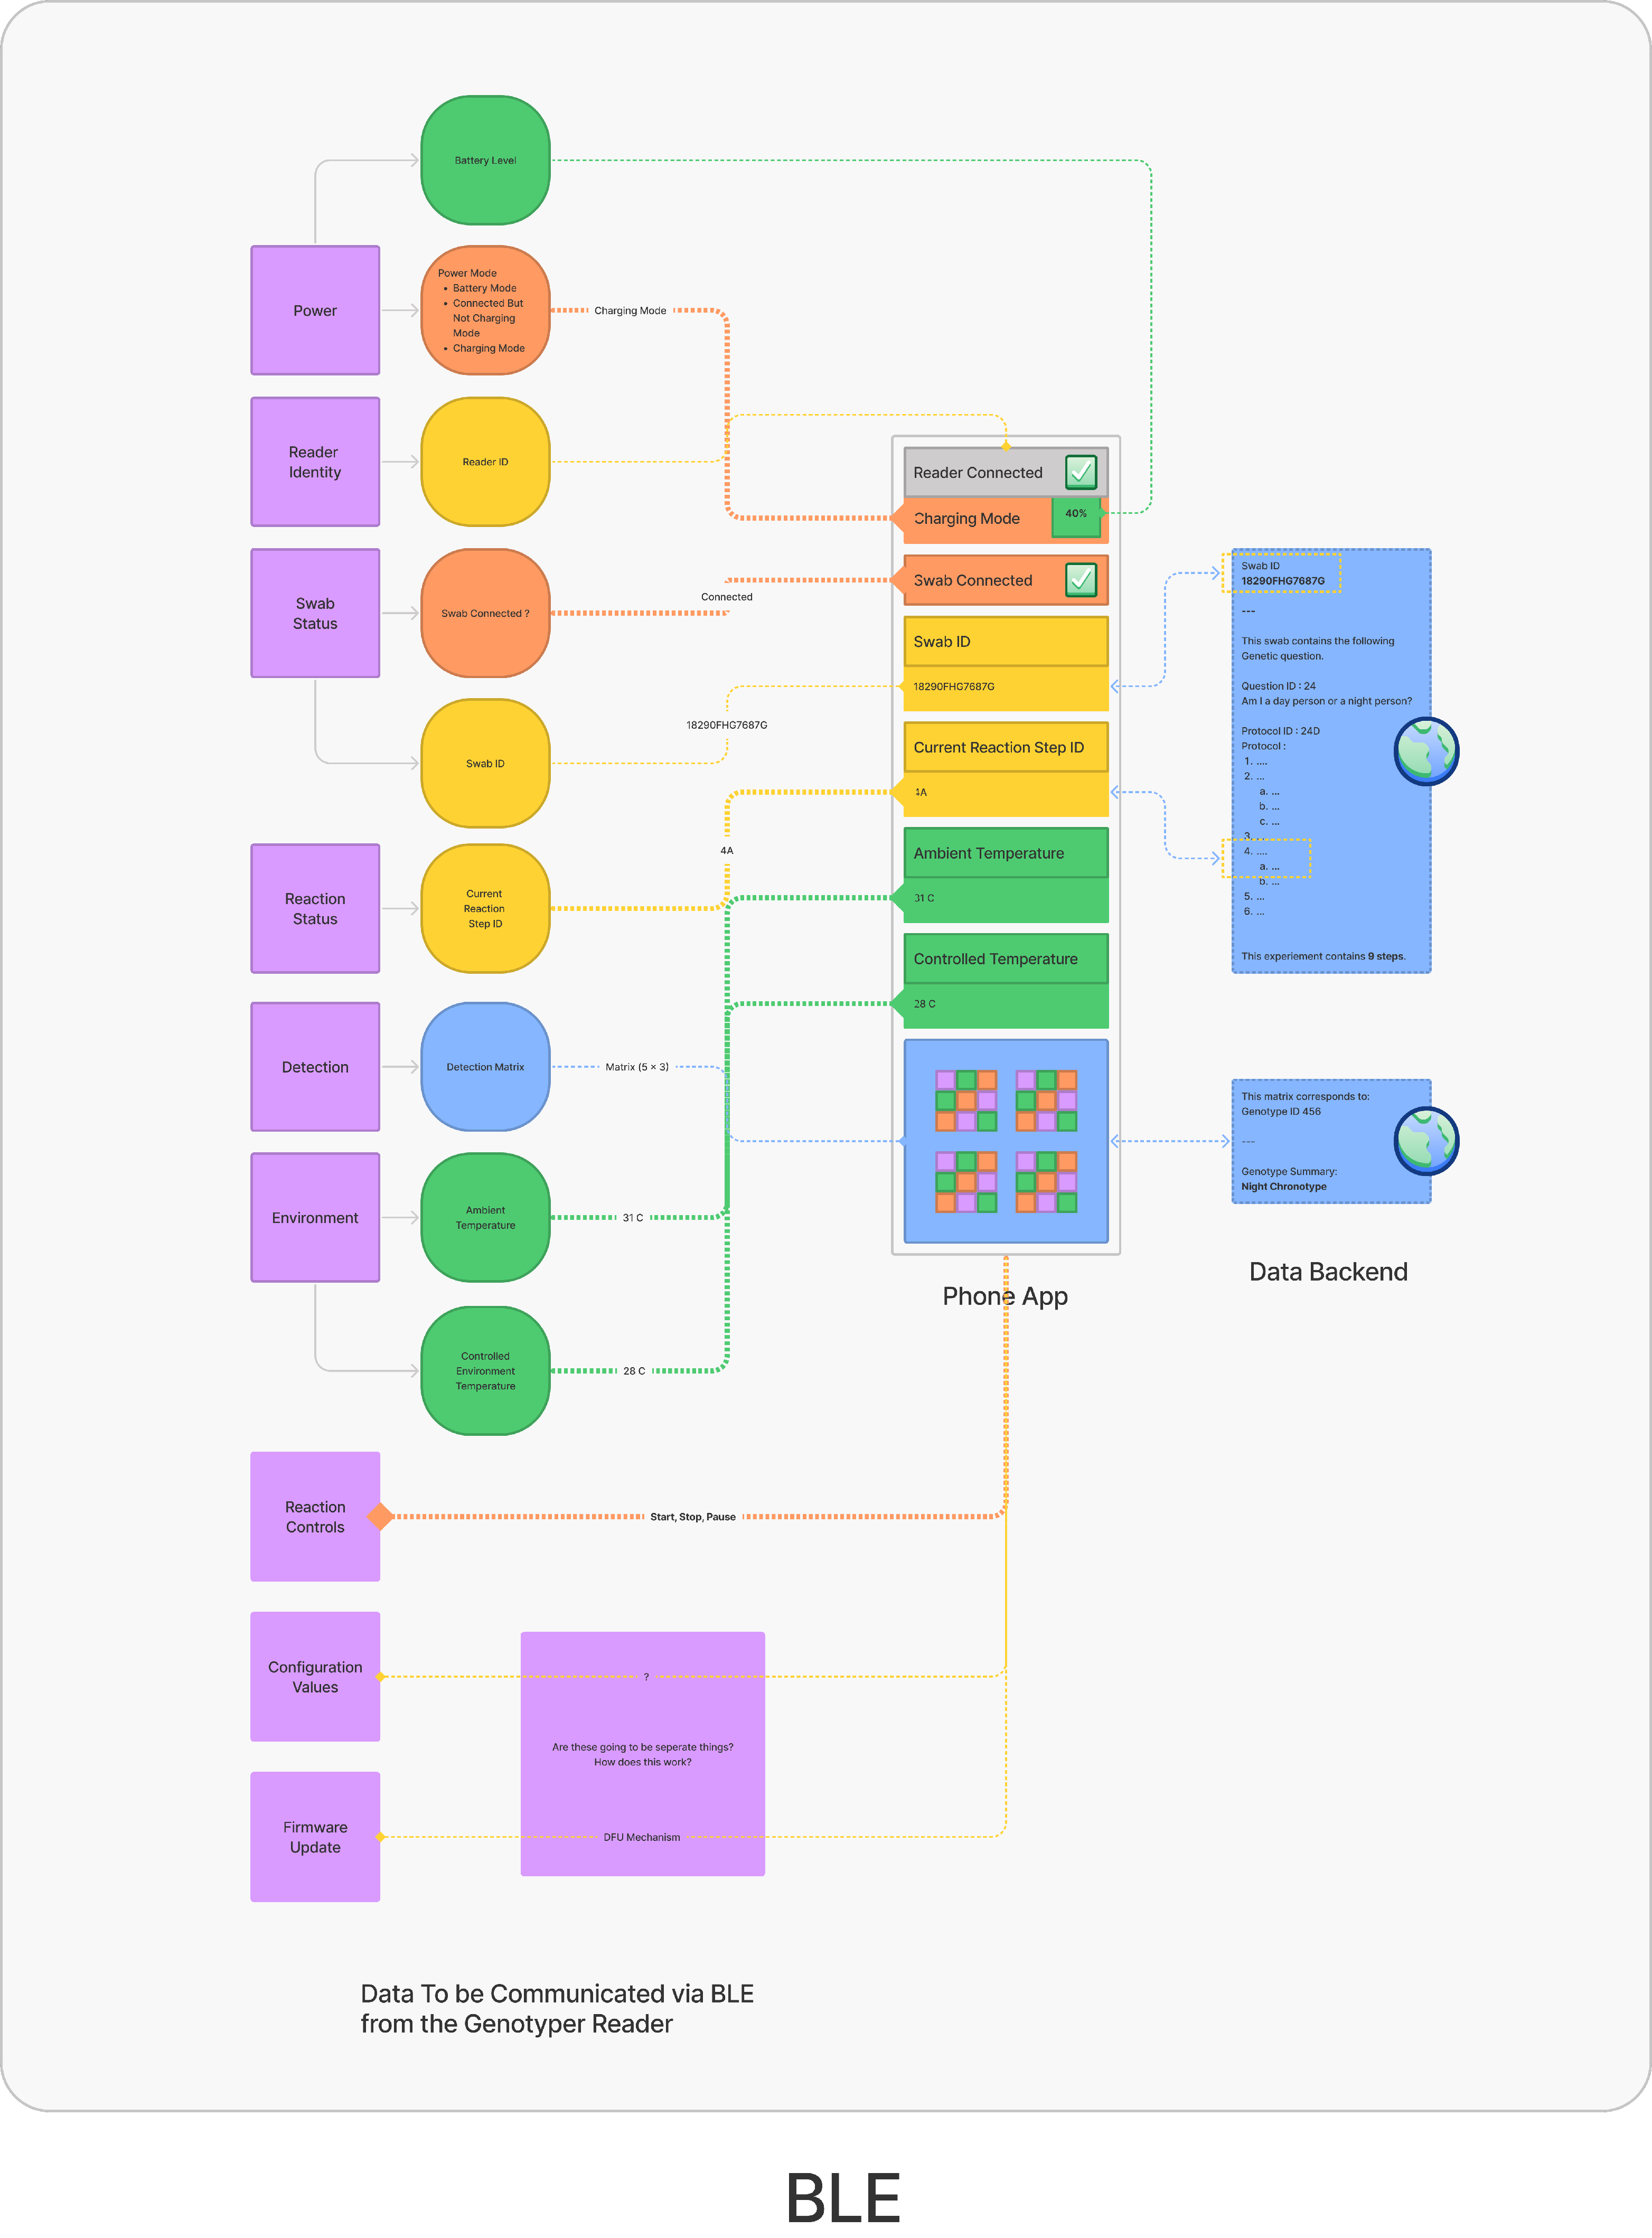 Battery Level
Power
Power Mode
• Battery Mode
• Connected But
Not Charging
Mode
• Charging Mode
Charging Mode
Reader
Identity
Reader ID
Swab
Status
Swab Connected ?
Connected
Swab ID
18290FHG7687G
Reaction
Status
Current
Reaction
Step ID
4A
Detection
Detection Matrix
Matrix (5 × 3)
Environment
Ambient
Temperature
31 C
Controlled
Environment
Temperature
28 C
Reaction
Controls
Start, Stop, Pause
Configuration
Values
?
Are these going to be seperate things?
How does this work?
Firmware
Update
DFU Mechanism
Reader Connected
Charging Mode
40%
Swab Connected
Swab ID
18290FHG7687G
Current Reaction Step ID
4A
Ambient Temperature
31 C
Controlled Temperature
28 C
Phone App
Swab ID
18290FHG7687G
---
This swab contains the following
Genetic question.
Question ID : 24
Am I a day person or a night person?
Protocol ID : 24D
Protocol :
1. ....
2. ...
a. ...
b. ...
c. ...
3. ...
4. ....
a. ...
b. ...
5. ...
6. ...
This experiement contains 9 steps.
This matrix corresponds to:
Genotype ID 456
---
Genotype Summary:
Night Chronotype
Data Backend
Data To be Communicated via BLE
from the Genotyper Reader
BLE